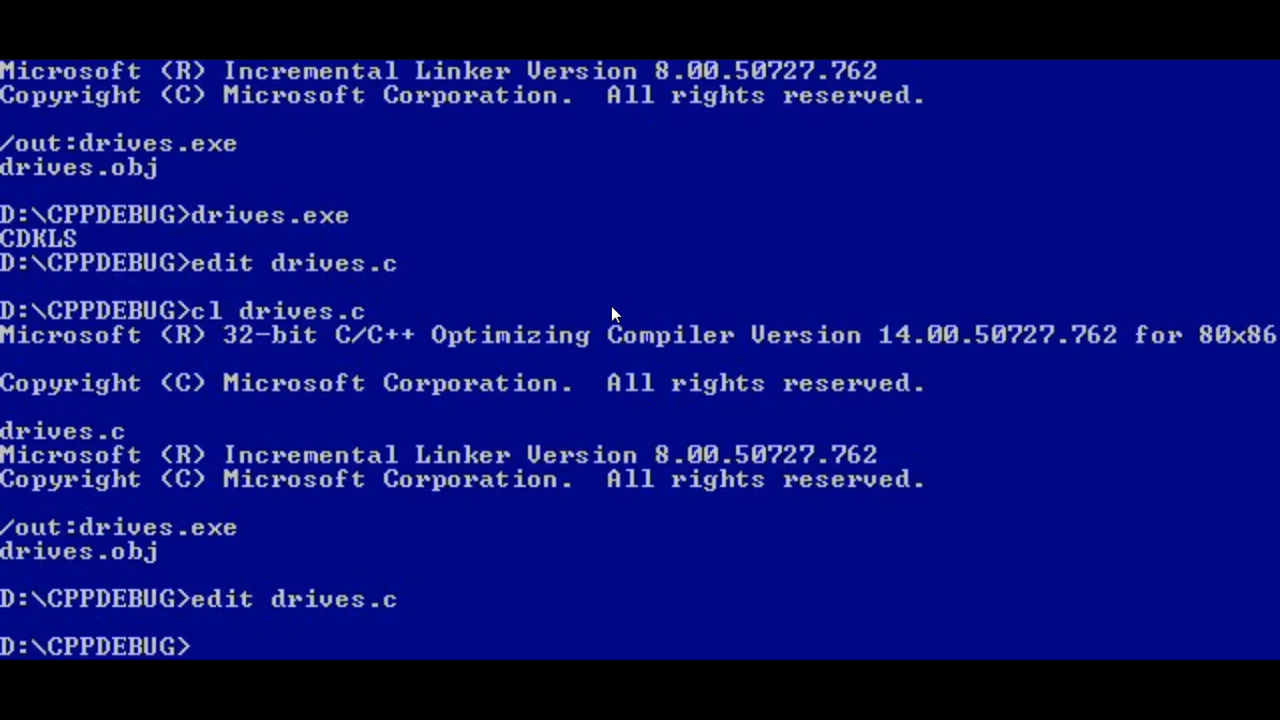 Microsoft (R) Incremental Linker Version 8.00.50727.762
Copyright (C) Microsoft Corporation.  All rights reserved.
/out:drives.exe
drives.obj
D:\CPPDEBUG>drives.exe
CDKLS
D:\CPPDEBUG>edit drives.c
D:\CPPDEBUG>cl drives.c
Microsoft (R) 32-bit C/C++ Optimizing Compiler Version 14.00.50727.762 for 80x86
Copyright (C) Microsoft Corporation.  All rights reserved.
drives.c
Microsoft (R) Incremental Linker Version 8.00.50727.762
Copyright (C) Microsoft Corporation.  All rights reserved.
/out:drives.exe
drives.obj
D:\CPPDEBUG>edit drives.c
D:\CPPDEBUG>